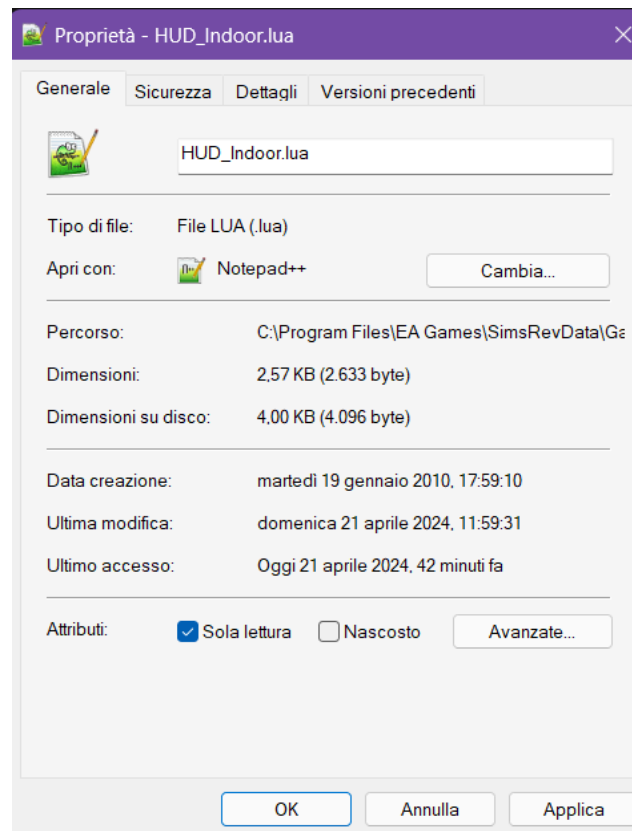 Proprietà - HUD_Indoor.lua
Generale Sicurezza Dettagli Versioni precedenti
HUD_Indoor.lua
Tipo di file: File LUA (.lua)
Apri con: Notepad++ Cambia...
Percorso: C:\Program Files\EA Games\SimsRevData\Ga
Dimensioni: 2,57 KB (2.633 byte)
Dimensioni su disco: 4,00 KB (4.096 byte)
Data creazione: martedì 19 gennaio 2010, 17:59:10
Ultima modifica: domenica 21 aprile 2024, 11:59:31
Ultimo accesso: Oggi 21 aprile 2024, 42 minuti fa
Attributi: Sola lettura Nascosto Avanzate...
OK Annulla Applica